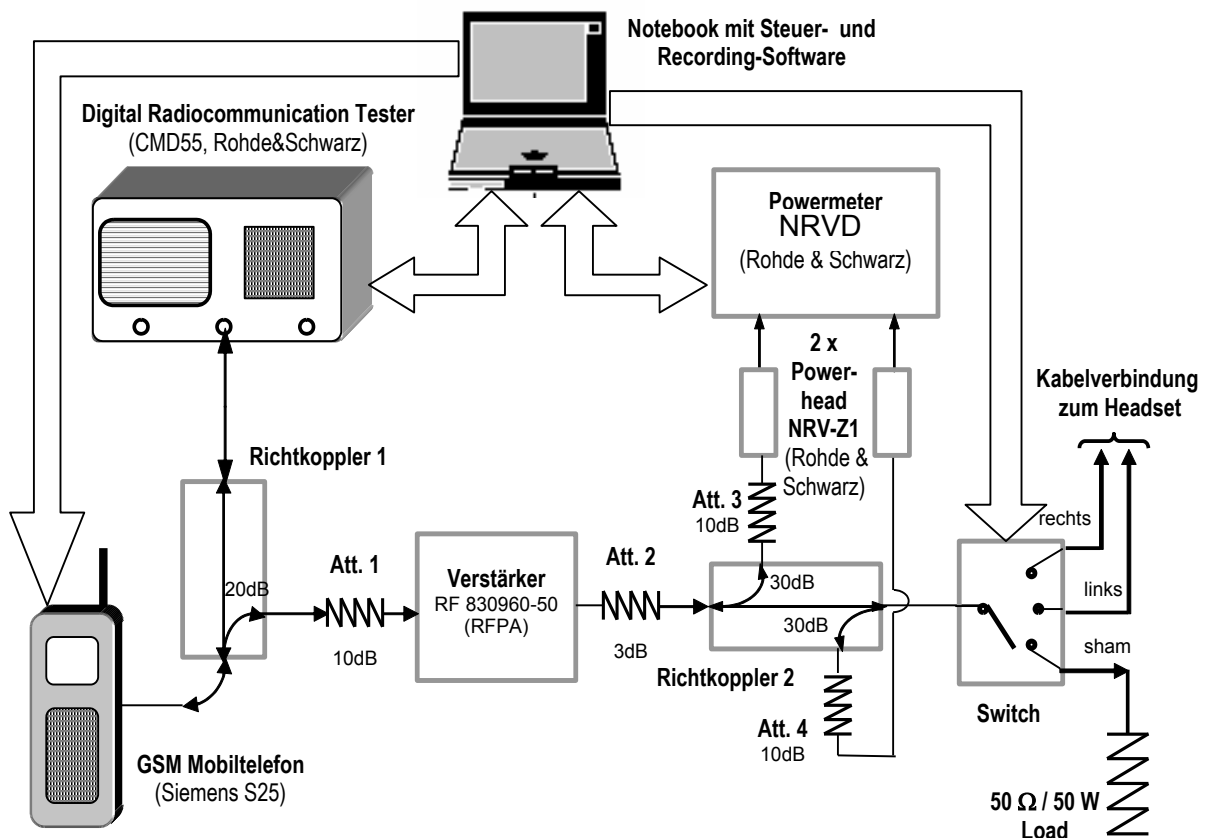 Notebook mit Steuer- und
Recording-Software
Digital Radiocommunication Tester
(CMD55, Rohde&Schwarz)
Powermeter
NRVD
(Rohde & Schwarz)
2 x
Power-
head
NRV-Z1
(Rohde &
Schwarz)
Kabelverbindung
zum Headset
Richtkoppler 1
Att. 3
10dB
rechts
20dB
Att. 1
10dB
Verstärker
RF 830960-50
(RFPA)
Att. 2
3dB
30dB
30dB
links
sham
Richtkoppler 2
Att. 4
10dB
Switch
GSM Mobiltelefon
(Siemens S25)
50 Ω / 50 W
Load